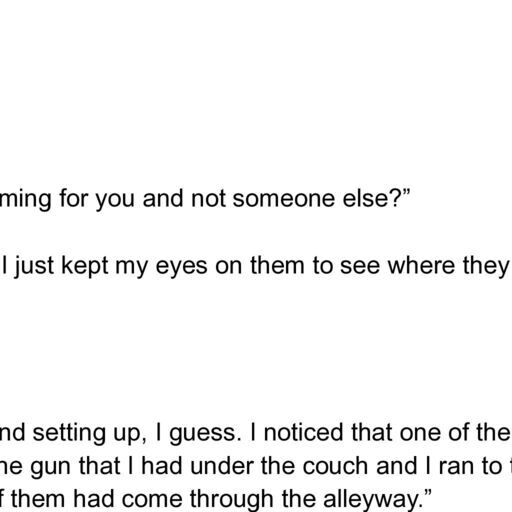 ming for you and not someone else?”
I just kept my eyes on them to see where they
nd setting up, I guess. I noticed that one of the
he gun that I had under the couch and I ran to
f them had come through the alleyway.”